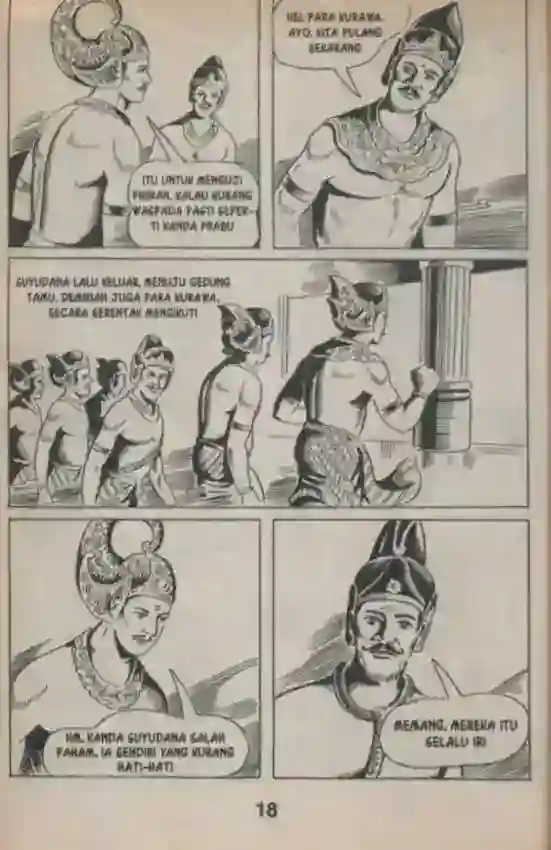 ITU UNTUK MENGUJI
PIKIRAN. KALAU KURANG
WASPADA PASTI SEPER-
TI KANDA PRABU
HEI, PARA KURAWA.
AYO, KITA PULANG
SEKARANG
SUYUDANA LALU KELUAR, MENUJU GEDUNG
TAMU. DEMIKIAN JUGA PARA KURAWA,
SECARA SERENTAK MENGIKUTI
HM, KANDA SUYUDANA SALAH
PAHAM. IA SENDIRI YANG KURANG
HATI-HATI
MEMANG, MEREKA ITU
SELALU IRI
18